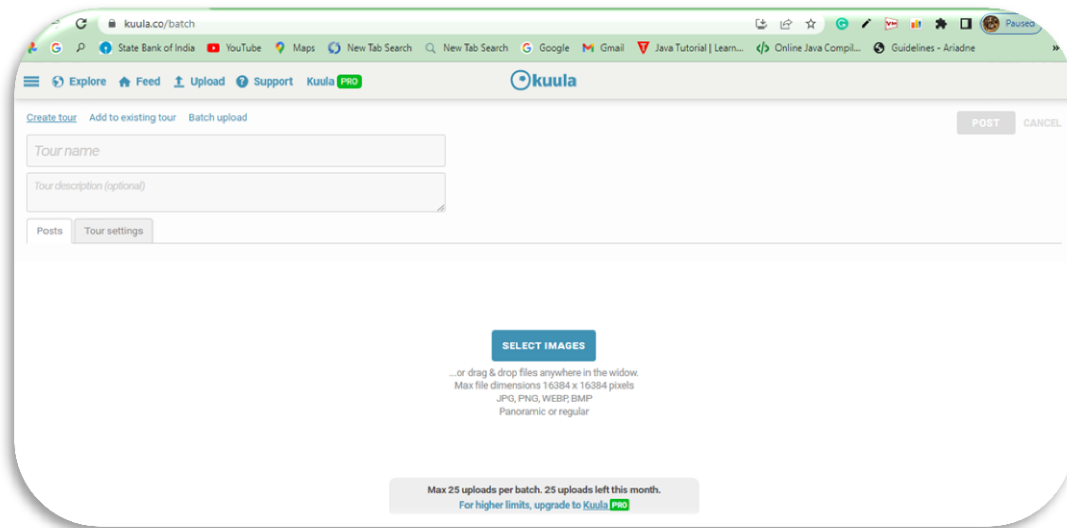 kuula.co/batch
Paused
State Bank of India YouTube Maps New Tab Search New Tab Search Google Gmail Java Tutorial | Learn... Online Java Compil... Guidelines - Ariadne »
Explore Feed Upload Support Kuula PRO kuula
Create tour Add to existing tour Batch upload
POST CANCEL
Tour name
Tour description (optional)
Posts Tour settings
SELECT IMAGES
...or drag & drop files anywhere in the widow.
Max file dimensions 16384 x 16384 pixels
JPG, PNG, WEBP, BMP
Panoramic or regular
Max 25 uploads per batch. 25 uploads left this month.
For higher limits, upgrade to Kuula PRO